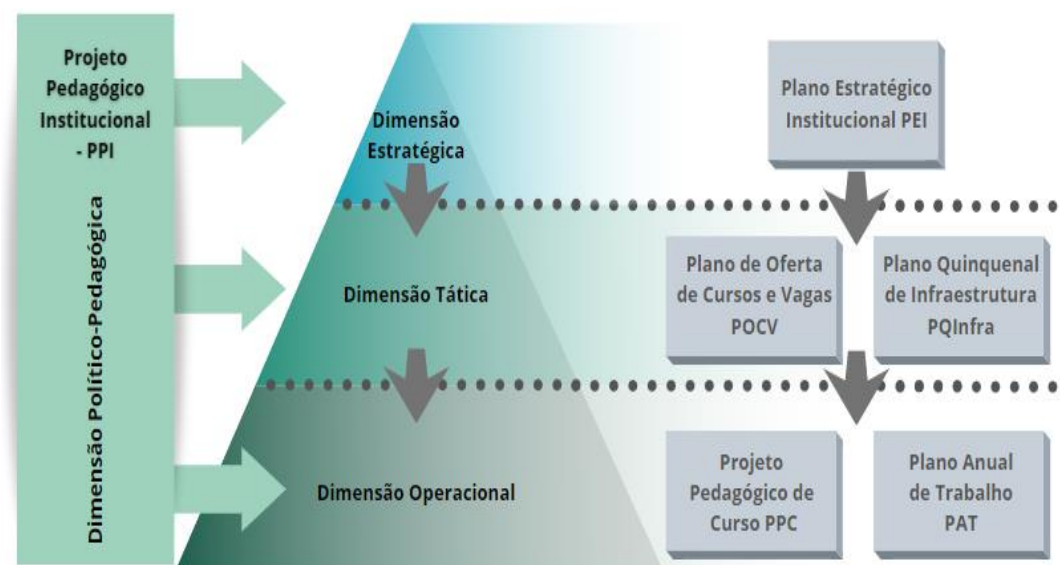 Projeto
Pedagógico
Institucional
- PPI
Dimensão Político-Pedagógica
Dimensão
Estratégica
Plano Estratégico
Institucional PEI
Dimensão Tática
Plano de Oferta
de Cursos e Vagas
POCV
Plano Quinquenal
de Infraestrutura
PQInfra
Dimensão Operacional
Projeto
Pedagógico de
Curso PPC
Plano Anual
de Trabalho
PAT